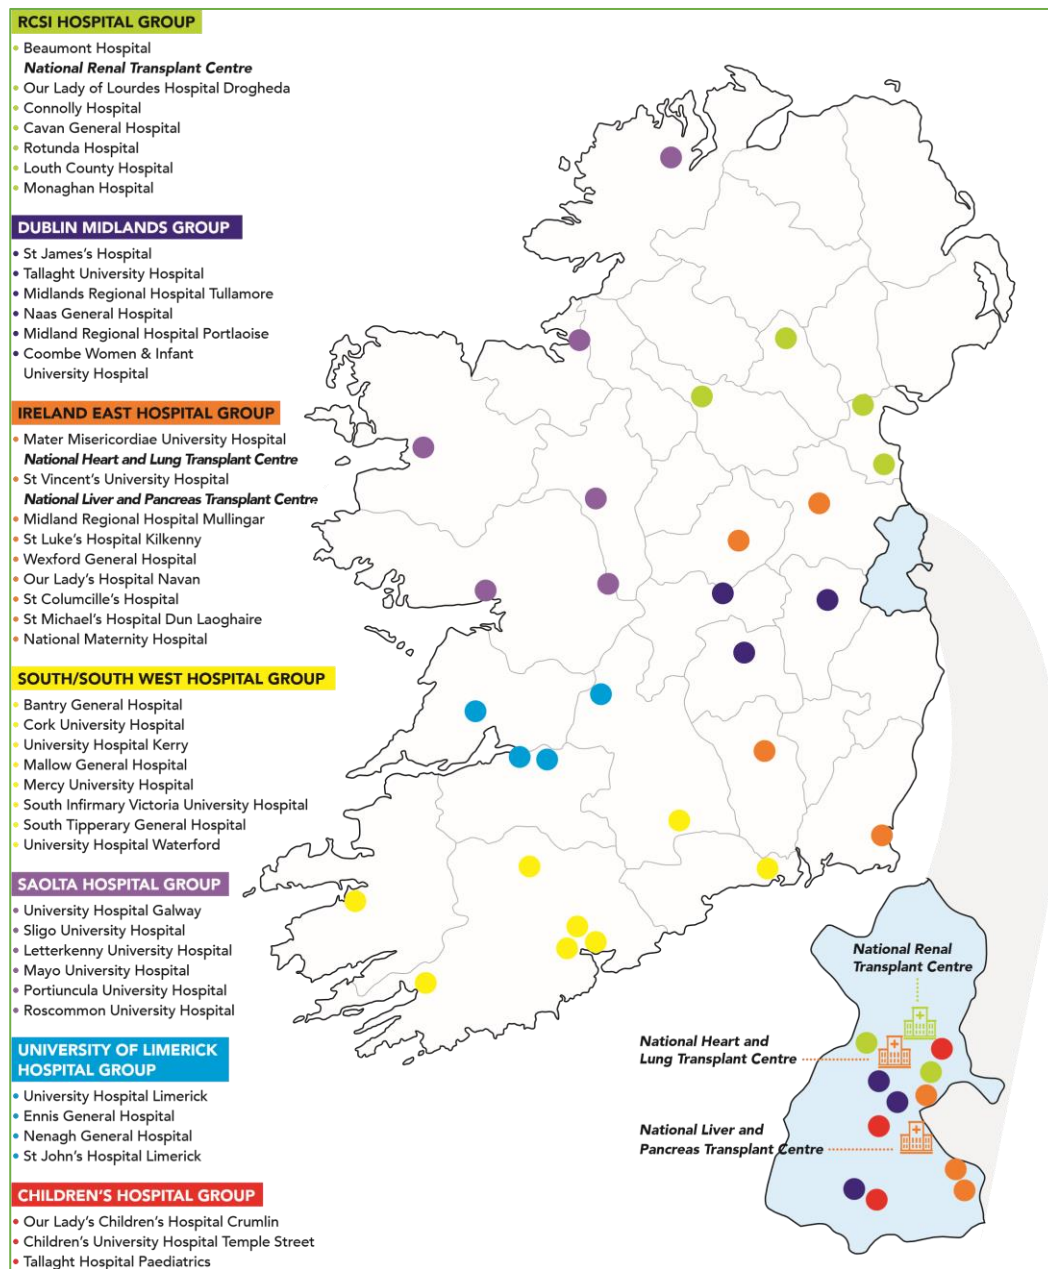 RCSI HOSPITAL GROUP
• Beaumont Hospital
National Renal Transplant Centre
• Our Lady of Lourdes Hospital Drogheda
• Connolly Hospital
• Cavan General Hospital
• Rotunda Hospital
• Louth County Hospital
• Monaghan Hospital
DUBLIN MIDLANDS GROUP
• St James's Hospital
• Tallaght University Hospital
• Midlands Regional Hospital Tullamore
• Naas General Hospital
• Midland Regional Hospital Portlaoise
• Coombe Women & Infant
University Hospital
IRELAND EAST HOSPITAL GROUP
• Mater Misericordiae University Hospital
National Heart and Lung Transplant Centre
• St Vincent's University Hospital
National Liver and Pancreas Transplant Centre
• Midland Regional Hospital Mullingar
• St Luke's Hospital Kilkenny
• Wexford General Hospital
• Our Lady's Hospital Navan
• St Columcille's Hospital
• St Michael's Hospital Dun Laoghaire
• National Maternity Hospital
SOUTH/SOUTH WEST HOSPITAL GROUP
• Bantry General Hospital
• Cork University Hospital
• University Hospital Kerry
• Mallow General Hospital
• Mercy University Hospital
• South Infirmary Victoria University Hospital
• South Tipperary General Hospital
• University Hospital Waterford
SAOLTA HOSPITAL GROUP
• University Hospital Galway
• Sligo University Hospital
• Letterkenny University Hospital
• Mayo University Hospital
• Portiuncula University Hospital
• Roscommon University Hospital
UNIVERSITY OF LIMERICK
HOSPITAL GROUP
• University Hospital Limerick
• Ennis General Hospital
• Nenagh General Hospital
• St John's Hospital Limerick
CHILDREN'S HOSPITAL GROUP
• Our Lady's Children's Hospital Crumlin
• Children's University Hospital Temple Street
• Tallaght Hospital Paediatrics
National Renal
Transplant Centre
National Heart and
Lung Transplant Centre
National Liver and
Pancreas Transplant Centre